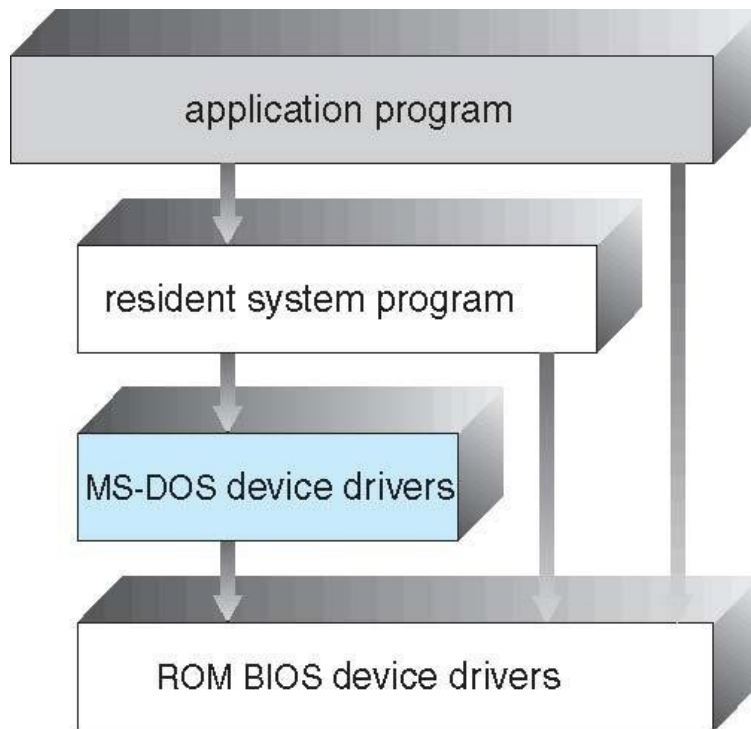 application program
resident system program
MS-DOS device drivers
ROM BIOS device drivers